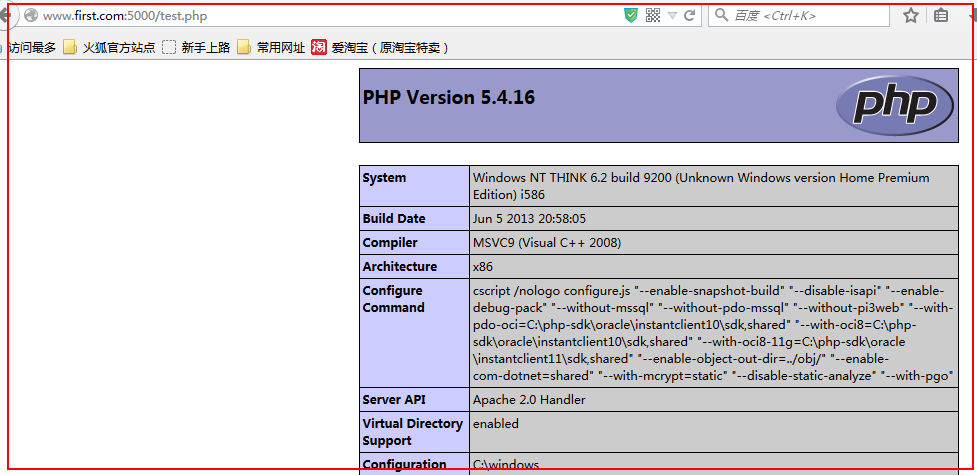 www.first.com:5000/test.php
百度 <Ctrl+K>
访问最多 火狐官方站点 新手上路 常用网址 淘 爱淘宝（原淘宝特卖）
PHP Version 5.4.16
php
System
Windows NT THINK 6.2 build 9200 (Unknown Windows version Home Premium
Edition) i586
Build Date
Jun 5 2013 20:58:05
Compiler
MSVC9 (Visual C++ 2008)
Architecture
x86
Configure
Command
cscript /nologo configure.js "--enable-snapshot-build" "--disable-isapi" "--enable-
debug-pack" "--without-mssql" "--without-pdo-mssql" "--without-pi3web" "--with-
pdo-oci=C:\php-sdk\oracle\instantclient10\sdk,shared" "--with-oci8=C:\php-
sdk\oracle\instantclient10\sdk,shared" "--with-oci8-11g=C:\php-sdk\oracle
\instantclient11\sdk,shared" "--enable-object-out-dir=../obj/" "--enable-
com-dotnet=shared" "--with-mcrypt=static" "--disable-static-analyze" "--with-pgo"
Server API
Apache 2.0 Handler
Virtual Directory
Support
enabled
Configuration
C:\windows